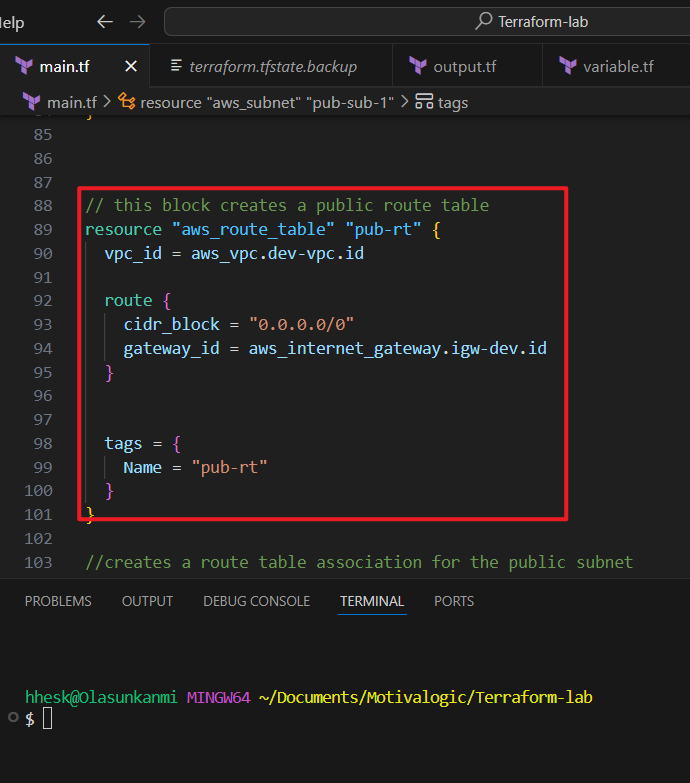 elp
Terraform-lab
main.tf
terraform.tfstate.backup
output.tf
variable.tf
main.tf > resource "aws_subnet" "pub-sub-1" > tags
85
86
87
88 // this block creates a public route table
89 resource "aws_route_table" "pub-rt" {
90 vpc_id = aws_vpc.dev-vpc.id
91
92 route {
93 cidr_block = "0.0.0.0/0"
94 gateway_id = aws_internet_gateway.igw-dev.id
95 }
96
97
98 tags = {
99 Name = "pub-rt"
100 }
101 }
102
103 //creates a route table association for the public subnet
PROBLEMS OUTPUT DEBUG CONSOLE TERMINAL PORTS
hhesk@Olasunkanmi MINGW64 ~/Documents/Motivalogic/Terraform-lab
$